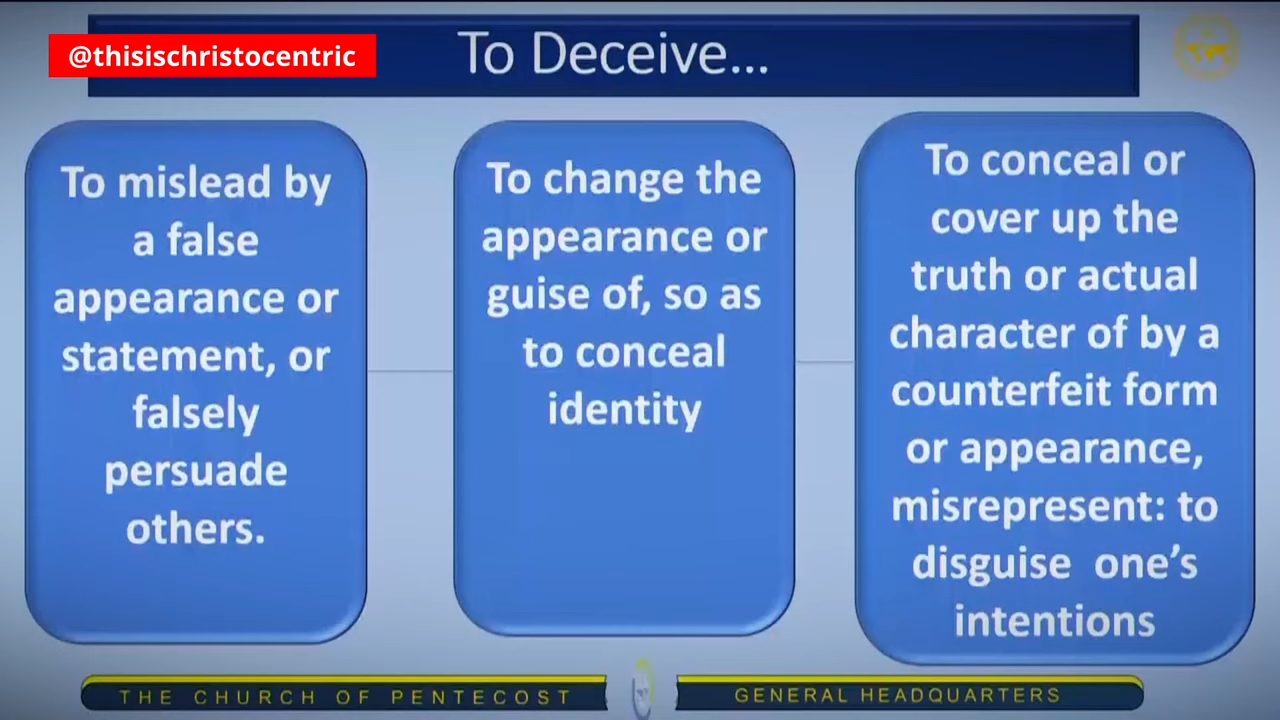 @thisischristocentric
To Deceive...
To mislead by
a false
appearance or
statement, or
falsely
persuade
others.
To change the
appearance or
guise of, so as
to conceal
identity
To conceal or
cover up the
truth or actual
character of by a
counterfeit form
or appearance,
misrepresent: to
disguise  one’s
intentions
THE CHURCH OF PENTECOST
GENERAL HEADQUARTERS